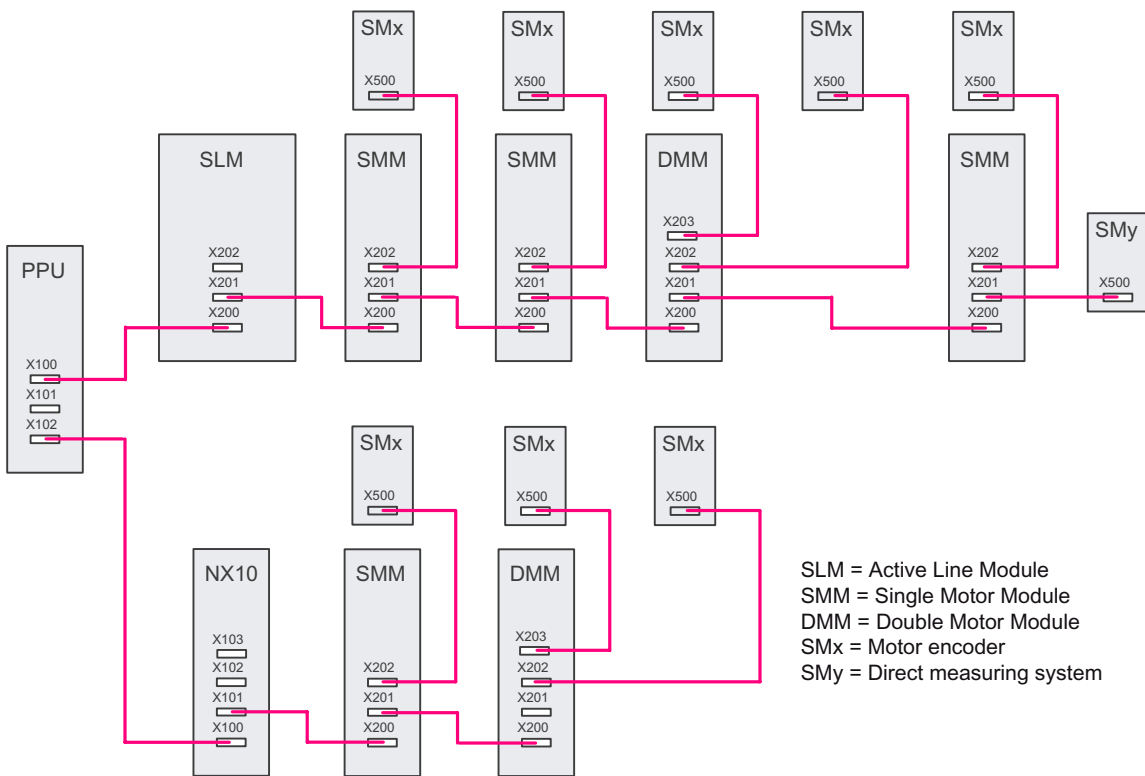 SMx
SMx
SMx
SMx
SMx
X500
X500
X500
X500
X500
SLM
SMM
SMM
DMM
SMM
X203
SMy
X202
X202
X202
X202
X202
PPU
X201
X201
X201
X201
X201
X500
X200
X200
X200
X200
X200
X100
X101
X102
SMx
SMx
SMx
X500
X500
X500
NX10
SMM
DMM
X103
X203
X102
X202
X202
X101
X201
X201
X100
X200
X200
SLM = Active Line Module
SMM = Single Motor Module
DMM = Double Motor Module
SMx = Motor encoder
SMy = Direct measuring system